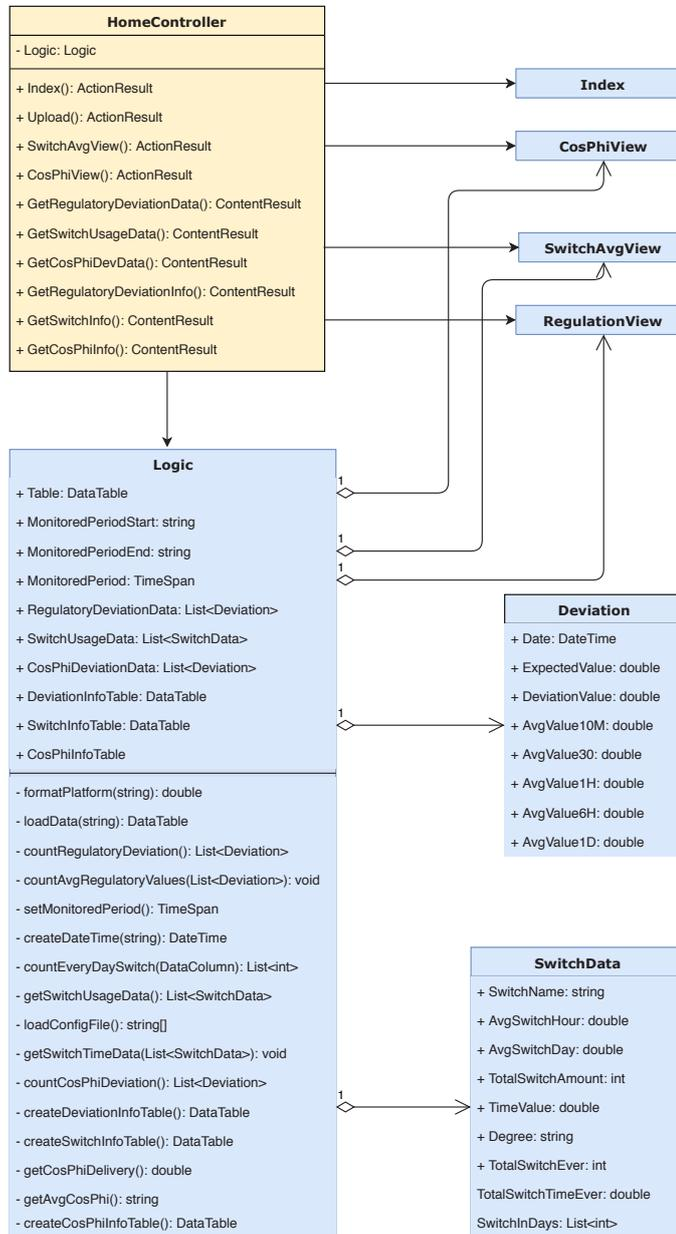 HomeController
- Logic: Logic
+ Index(): ActionResult
+ Upload(): ActionResult
+ SwitchAvgView(): ActionResult
+ CosPhiView(): ActionResult
+ GetRegulatoryDeviationData(): ContentResult
+ GetSwitchUsageData(): ContentResult
+ GetCosPhiDevData(): ContentResult
+ GetRegulatoryDeviationInfo(): ContentResult
+ GetSwitchInfo(): ContentResult
+ GetCosPhiInfo(): ContentResult
Index
CosPhiView
SwitchAvgView
RegulationView
Logic
+ Table: DataTable
+ MonitoredPeriodStart: string
+ MonitoredPeriodEnd: string
+ MonitoredPeriod: TimeSpan
+ RegulatoryDeviationData: List<Deviation>
+ SwitchUsageData: List<SwitchData>
+ CosPhiDeviationData: List<Deviation>
+ DeviationInfoTable: DataTable
+ SwitchInfoTable: DataTable
+ CosPhiInfoTable
- formatPlatform(string): double
- loadData(string): DataTable
- countRegulatoryDeviation(): List<Deviation>
- countAvgRegulatoryValues(List<Deviation>): void
- setMonitoredPeriod(): TimeSpan
- createDateTime(string): DateTime
- countEveryDaySwitch(DataColumn): List<int>
- getSwitchUsageData(): List<SwitchData>
- loadConfigFile(): string[]
- getSwitchTimeData(List<SwitchData>): void
- countCosPhiDeviation(): List<Deviation>
- createDeviationInfoTable(): DataTable
- createSwitchInfoTable(): DataTable
- getCosPhiDelivery(): double
- getAvgCosPhi(): string
- createCosPhiInfoTable(): DataTable
1
1
1
1
1
Deviation
+ Date: DateTime
+ ExpectedValue: double
+ DeviationValue: double
+ AvgValue10M: double
+ AvgValue30: double
+ AvgValue1H: double
+ AvgValue6H: double
+ AvgValue1D: double
SwitchData
+ SwitchName: string
+ AvgSwitchHour: double
+ AvgSwitchDay: double
+ TotalSwitchAmount: int
+ TimeValue: double
+ Degree: string
+ TotalSwitchEver: int
TotalSwitchTimeEver: double
SwitchInDays: List<int>